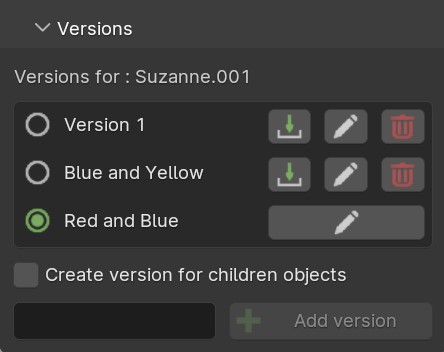 Versions
Versions for : Suzanne.001
Version 1
Blue and Yellow
Red and Blue
Create version for children objects
Add version